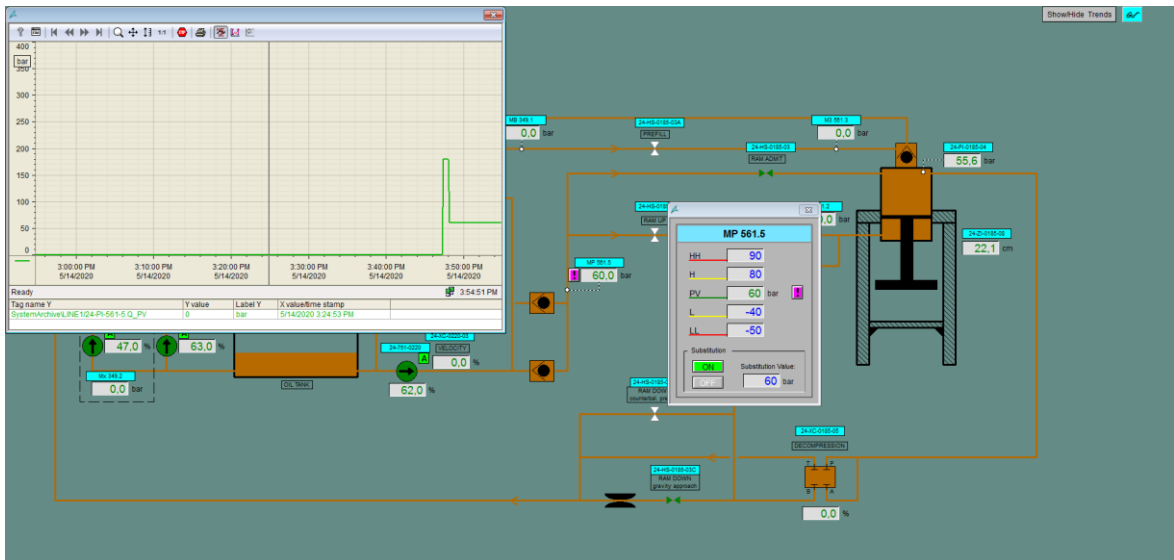 Show/Hide Trends
1:1
400
bar
350
300
250
200
150
100
50
0
3:00:00 PM 3:10:00 PM 3:20:00 PM 3:30:00 PM 3:40:00 PM 3:50:00 PM
5/14/2020 5/14/2020 5/14/2020 5/14/2020 5/14/2020 5/14/2020
Ready 3:54:51 PM
Tag name Y Y value Label Y X value/time stamp
SystemArchive\LINE1/24-PI-561-5.Q_PV 0 bar 5/14/2020 3:24:53 PM
MB 349.1
0,0 bar
24-HS-0185-03A
PREFILL
M3 561.3
0,0 bar
24-HS-0185-03
RAM ADMIT
24-PI-0185-04
55,6 bar
RAM UP
MP 561.5
60,0 bar
24-ZI-0185-08
22,1 cm
MP 561.5
HH 90
H 80
PV 60 bar
L -40
LL -50
Substitution
ON
OFF
Substitution Value:
60 bar
47,0 % 63,0 %
Mx 349.2
0,0 bar
OIL TANK
24-751-0220
A
62,0 %
VELOCITY
0,0 %
RAM DOWN
24-HS-0185-03C
RAM DOWN
gravity approach
24-XC-0185-05
DECOMPRESSION
T P
B A
0,0 %